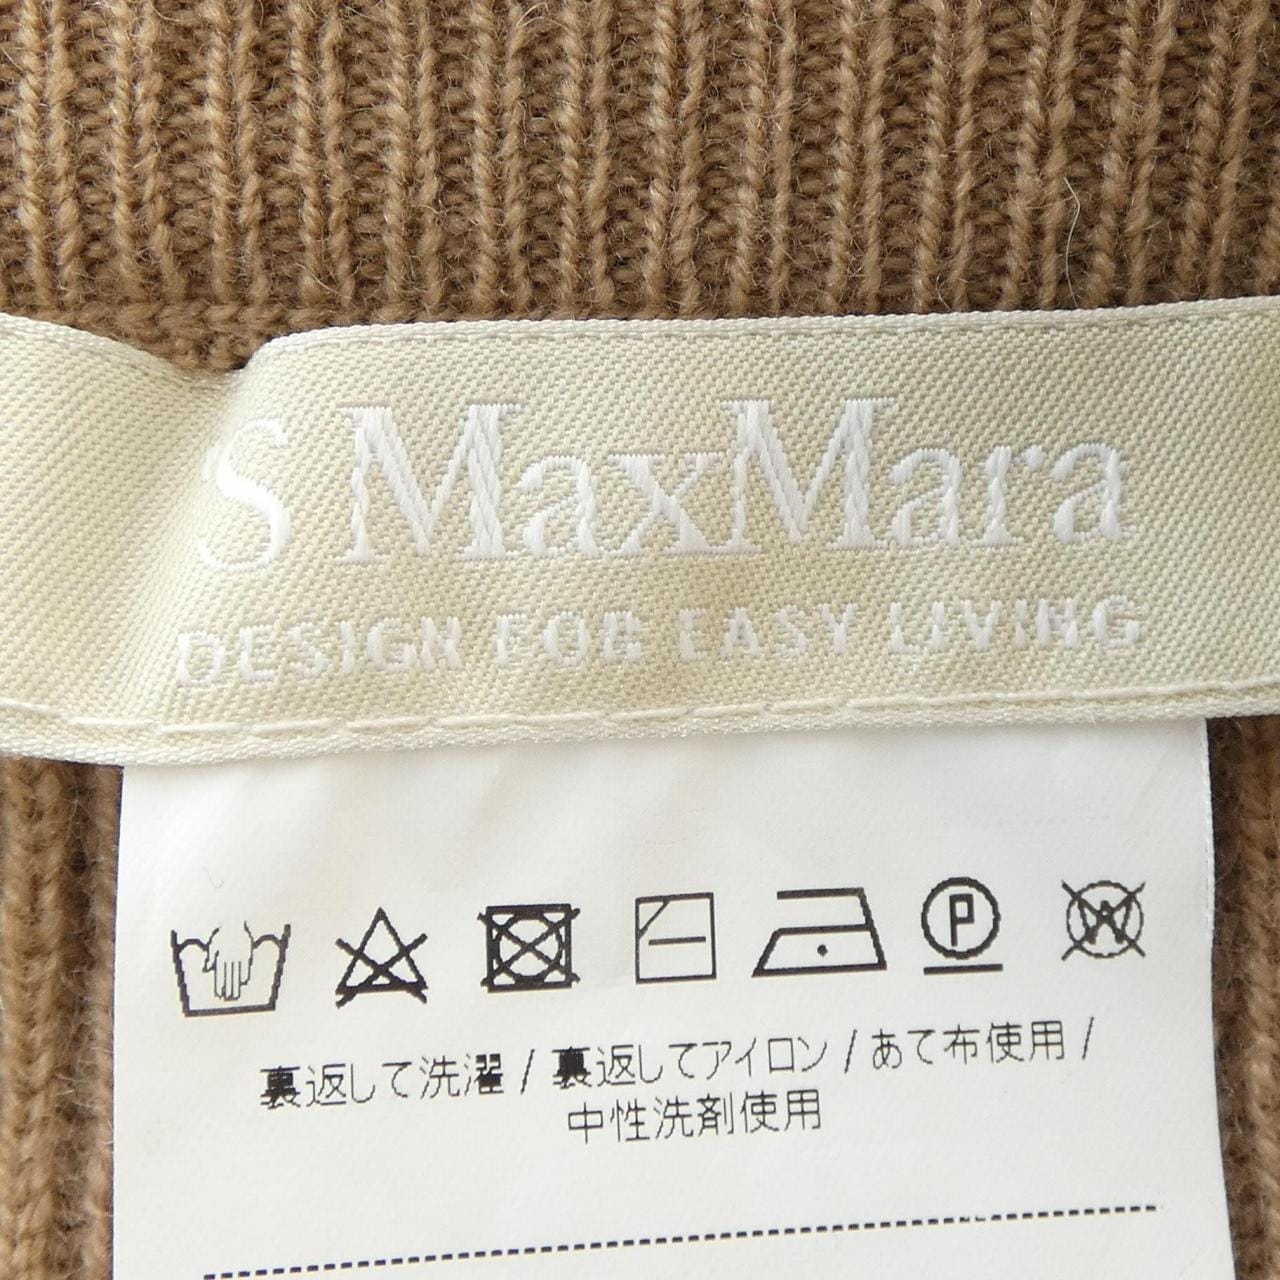 S MaxMara
DESIGN FOR EASY LIVING
P
W
裏返して洗濯 / 裏返してアイロン / あて布使用 /
中性洗剤使用